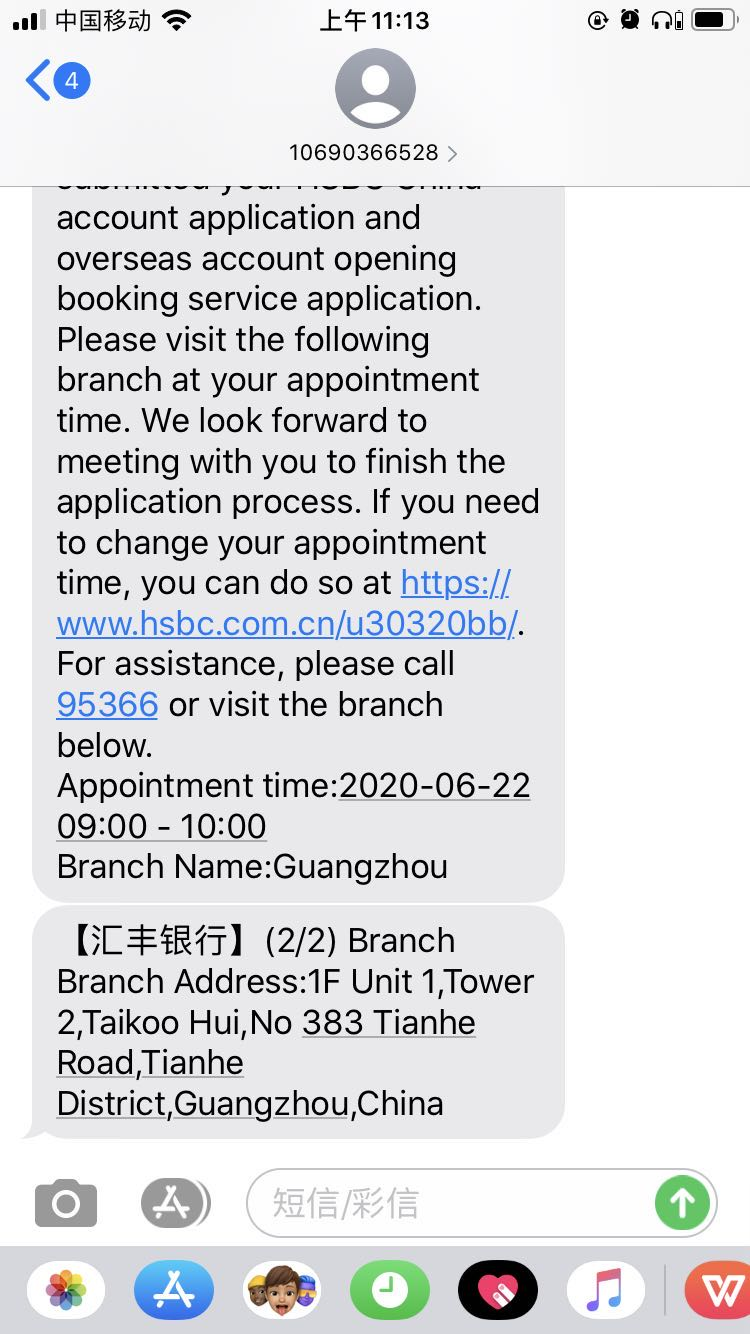 中国移动
上午11:13
4
10690366528
account application and
overseas account opening
booking service application.
Please visit the following
branch at your appointment
time. We look forward to
meeting with you to finish the
application process. If you need
to change your appointment
time, you can do so at https://
www.hsbc.com.cn/u30320bb/.
For assistance, please call
95366 or visit the branch
below.
Appointment time:2020-06-22
09:00 - 10:00
Branch Name:Guangzhou
【汇丰银行】(2/2) Branch
Branch Address:1F Unit 1,Tower
2,Taikoo Hui,No 383 Tianhe
Road,Tianhe
District,Guangzhou,China
短信/彩信